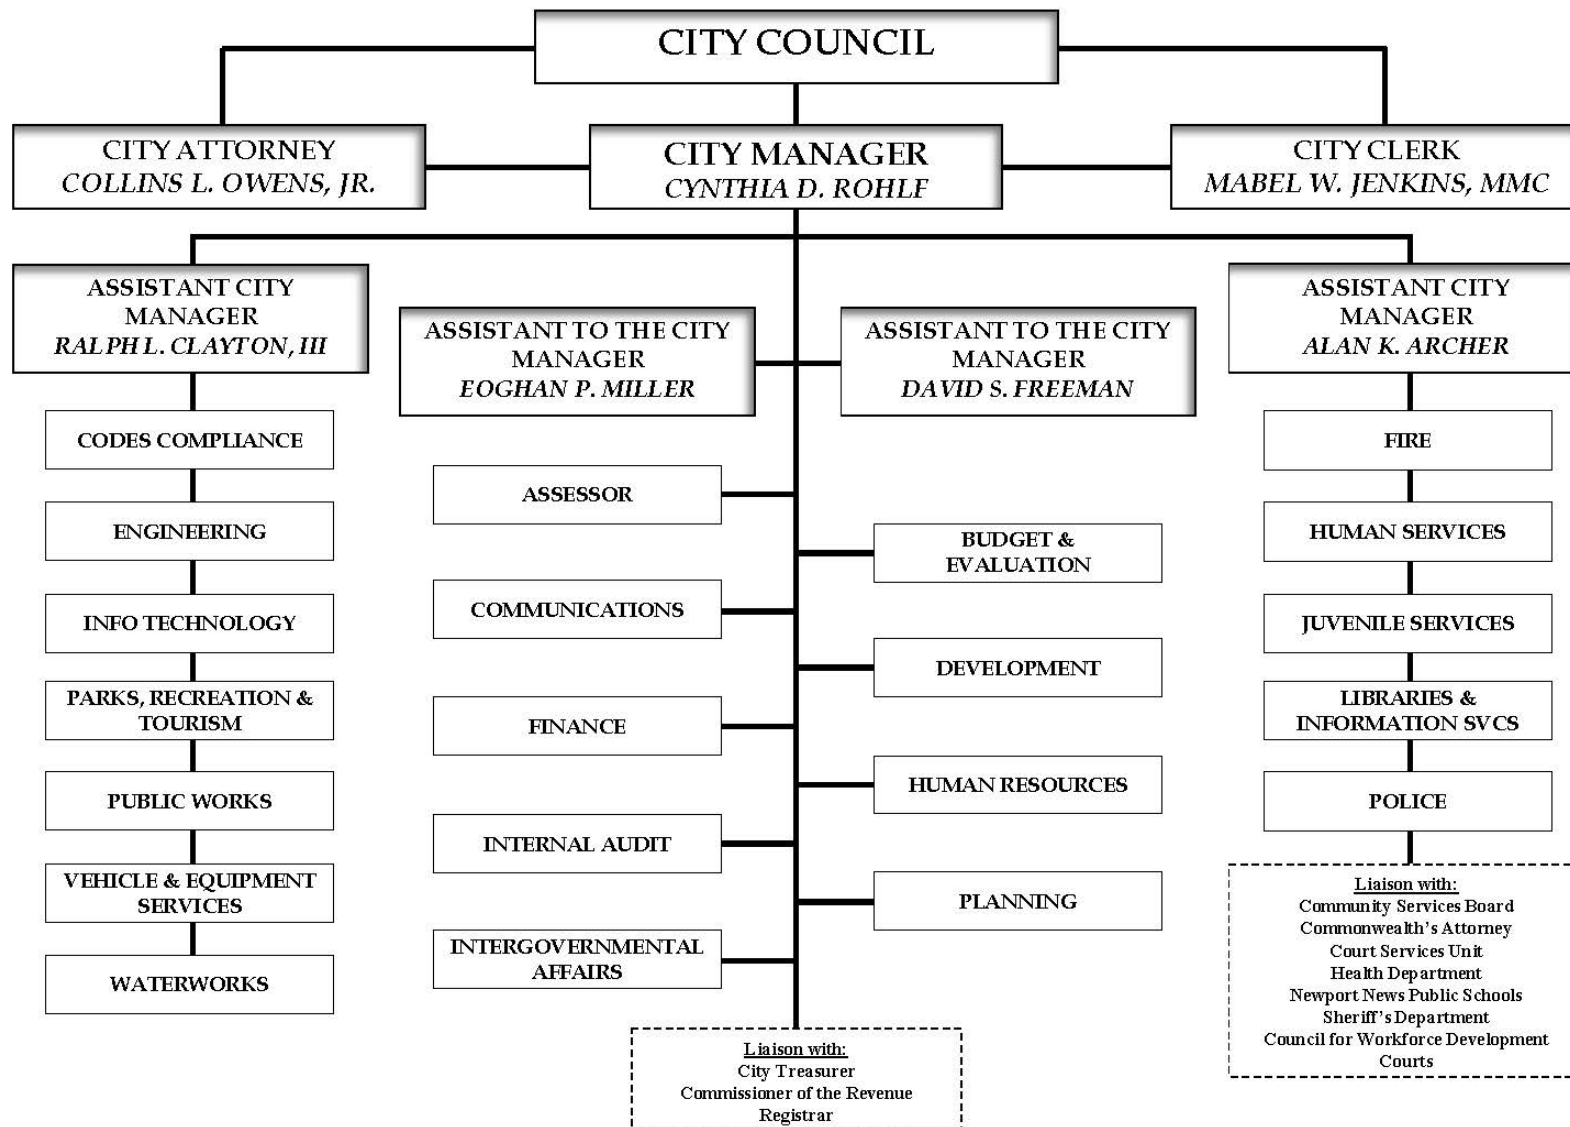 CITY COUNCIL
CITY ATTORNEY
COLLINS L. OWENS, JR.
CITY MANAGER
CYNTHIA D. ROHLF
CITY CLERK
MABEL W. JENKINS, MMC
ASSISTANT CITY
MANAGER
RALPH L. CLAYTON, III
ASSISTANT TO THE CITY
MANAGER
EOGHAN P. MILLER
ASSISTANT TO THE CITY
MANAGER
DAVID S. FREEMAN
ASSISTANT CITY
MANAGER
ALAN K. ARCHER
CODES COMPLIANCE
ENGINEERING
INFO TECHNOLOGY
PARKS, RECREATION &
TOURISM
PUBLIC WORKS
VEHICLE & EQUIPMENT
SERVICES
WATERWORKS
ASSESSOR
COMMUNICATIONS
FINANCE
INTERNAL AUDIT
INTERGOVERNMENTAL
AFFAIRS
BUDGET &
EVALUATION
DEVELOPMENT
HUMAN RESOURCES
PLANNING
Liaison with:
City Treasurer
Commissioner of the Revenue
Registrar
FIRE
HUMAN SERVICES
JUVENILE SERVICES
LIBRARIES &
INFORMATION SVCS
POLICE
Liaison with:
Community Services Board
Commonwealth's Attorney
Court Services Unit
Health Department
Newport News Public Schools
Sheriff's Department
Council for Workforce Development
Courts